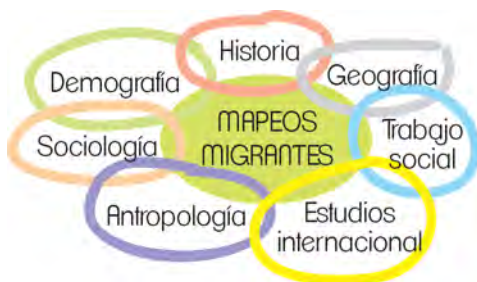 Historia
Demografía
Geografía
MAPEOS
MIGRANTES
Sociología
Trabajo
social
Antropología
Estudios
internacional